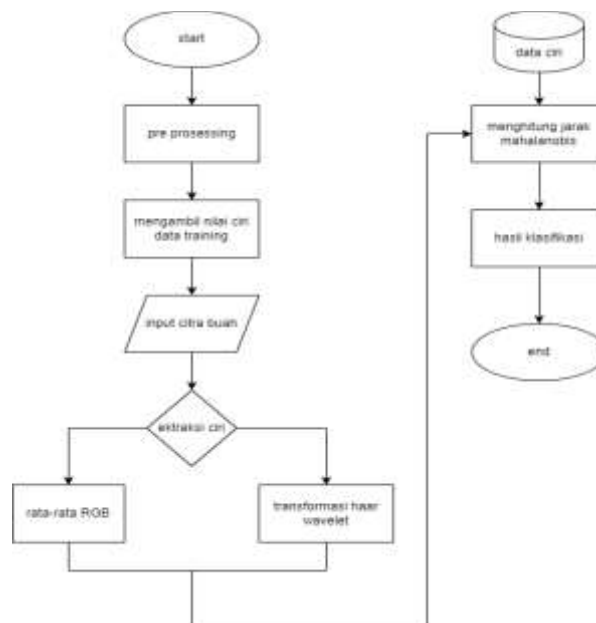 start
pre prosessing
mengambil nilai ciri
data training
input citra buah
ektraksi ciri
rata-rata RGB
transformasi haar
wavelet
data ciri
menghitung jarak
mahalanobis
hasil klasifikasi
end